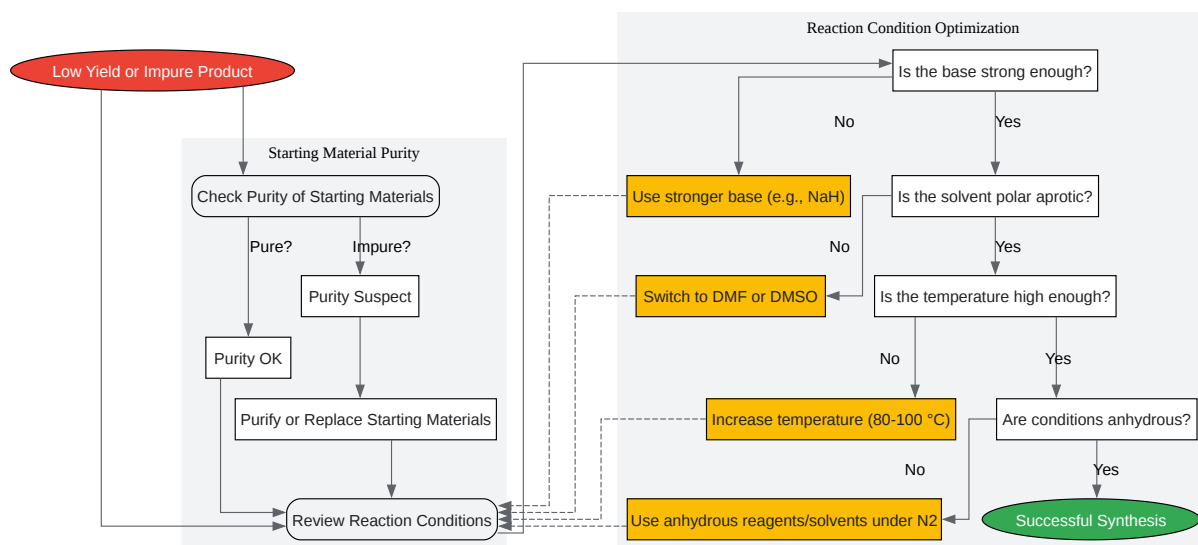 Reaction Condition Optimization
Low Yield or Impure Product
Is the base strong enough?
No
Yes
Starting Material Purity
Check Purity of Starting Materials
Use stronger base (e.g., NaH)
Is the solvent polar aprotic?
Pure?
Impure?
No
Yes
Purity Suspect
Switch to DMF or DMSO
Is the temperature high enough?
Purity OK
No
Yes
Purify or Replace Starting Materials
Increase temperature (80-100 °C)
Are conditions anhydrous?
No
Yes
Review Reaction Conditions
Use anhydrous reagents/solvents under N2
Successful Synthesis